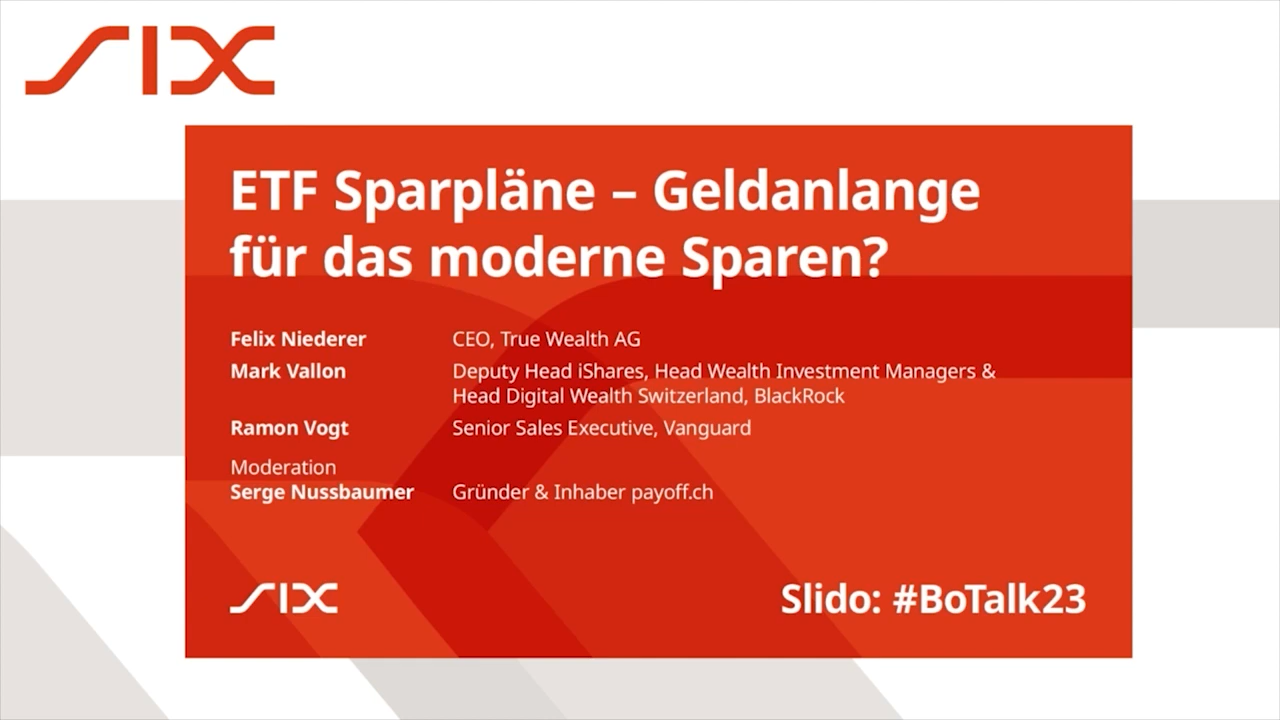 SIX
ETF Sparpläne – Geldanlange
für das moderne Sparen?
Felix Niederer CEO, True Wealth AG
Mark Vallon Deputy Head iShares, Head Wealth Investment Managers &
Head Digital Wealth Switzerland, BlackRock
Ramon Vogt Senior Sales Executive, Vanguard
Moderation
Serge Nussbaumer Gründer & Inhaber payoff.ch
SIX Slido: #BoTalk23